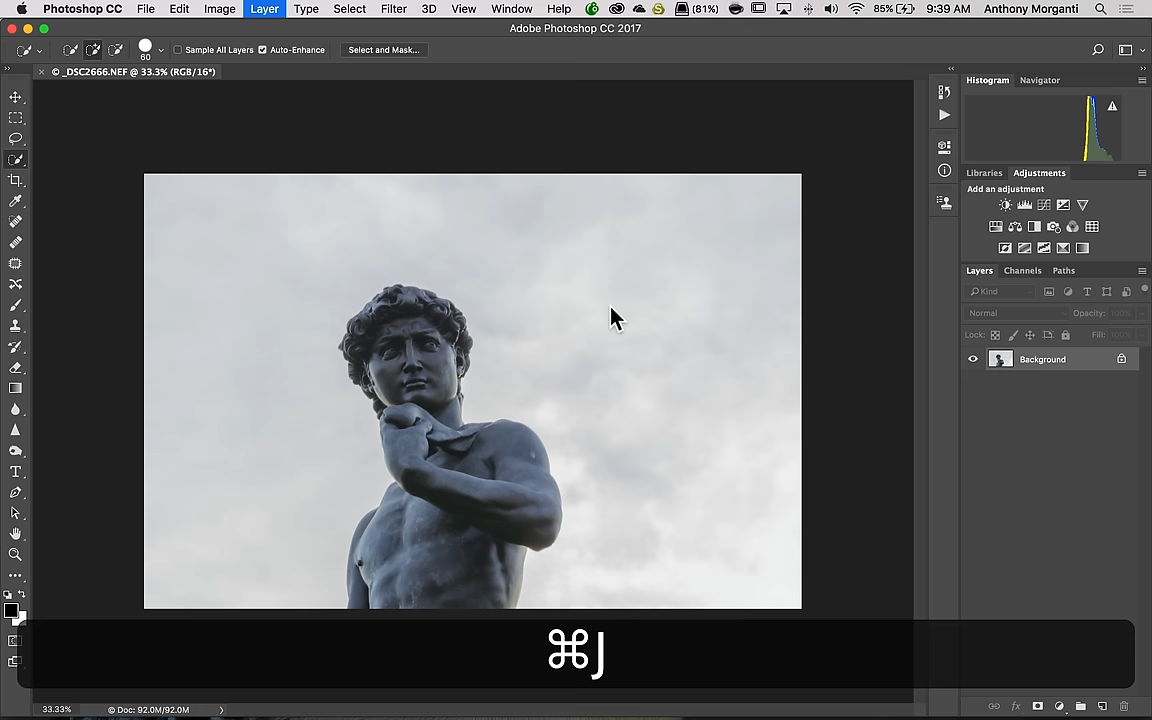 Photoshop CC File Edit Image Layer Type Select Filter 3D View Window Help (81%) 85% 9:39 AM Anthony Morganti
Adobe Photoshop CC 2017
60 Sample All Layers Auto-Enhance Select and Mask...
× © _DSC2666.NEF @ 33.3% (RGB/16*)
Histogram Navigator
Libraries Adjustments
Add an adjustment
Layers Channels Paths
Kind
Normal Opacity: 100%
Lock: Fill: 100%
Background
⌘J
33.33% © Doc: 92.0M/92.0M